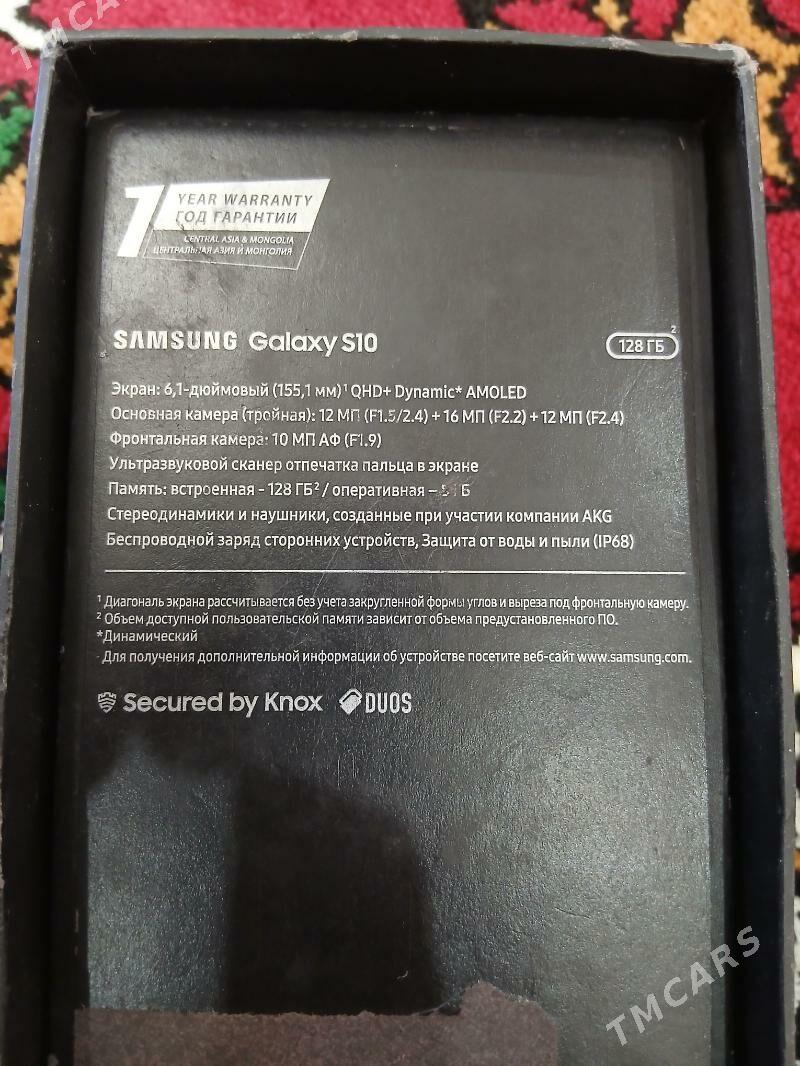 TMCARS
1 YEAR WARRANTY
ГОД ГАРАНТИИ
CENTRAL ASIA & MONGOLIA
ЦЕНТРАЛЬНАЯ АЗИЯ И МОНГОЛИЯ
SAMSUNG Galaxy S10
128 ГБ ²
Экран: 6,1-дюймовый (155,1 мм)¹ QHD+ Dynamic* AMOLED
Основная камера (тройная): 12 МП (F1.5/2.4) + 16 МП (F2.2) + 12 МП (F2.4)
Фронтальная камера: 10 МП АФ (F1.9)
Ультразвуковой сканер отпечатка пальца в экране
Память: встроенная - 128 ГБ² / оперативная –
Стереодинамики и наушники, созданные при участии компании AKG
Беспроводной заряд сторонних устройств, Защита от воды и пыли (IP68)
¹ Диагональ экрана рассчитывается без учета закругленной формы углов и выреза под фронтальную камеру.
² Объем доступной пользовательской памяти зависит от объема предустановленного ПО.
*Динамический
- Для получения дополнительной информации об устройстве посетите веб-сайт www.samsung.com.
Secured by Knox DUOS
TMCARS